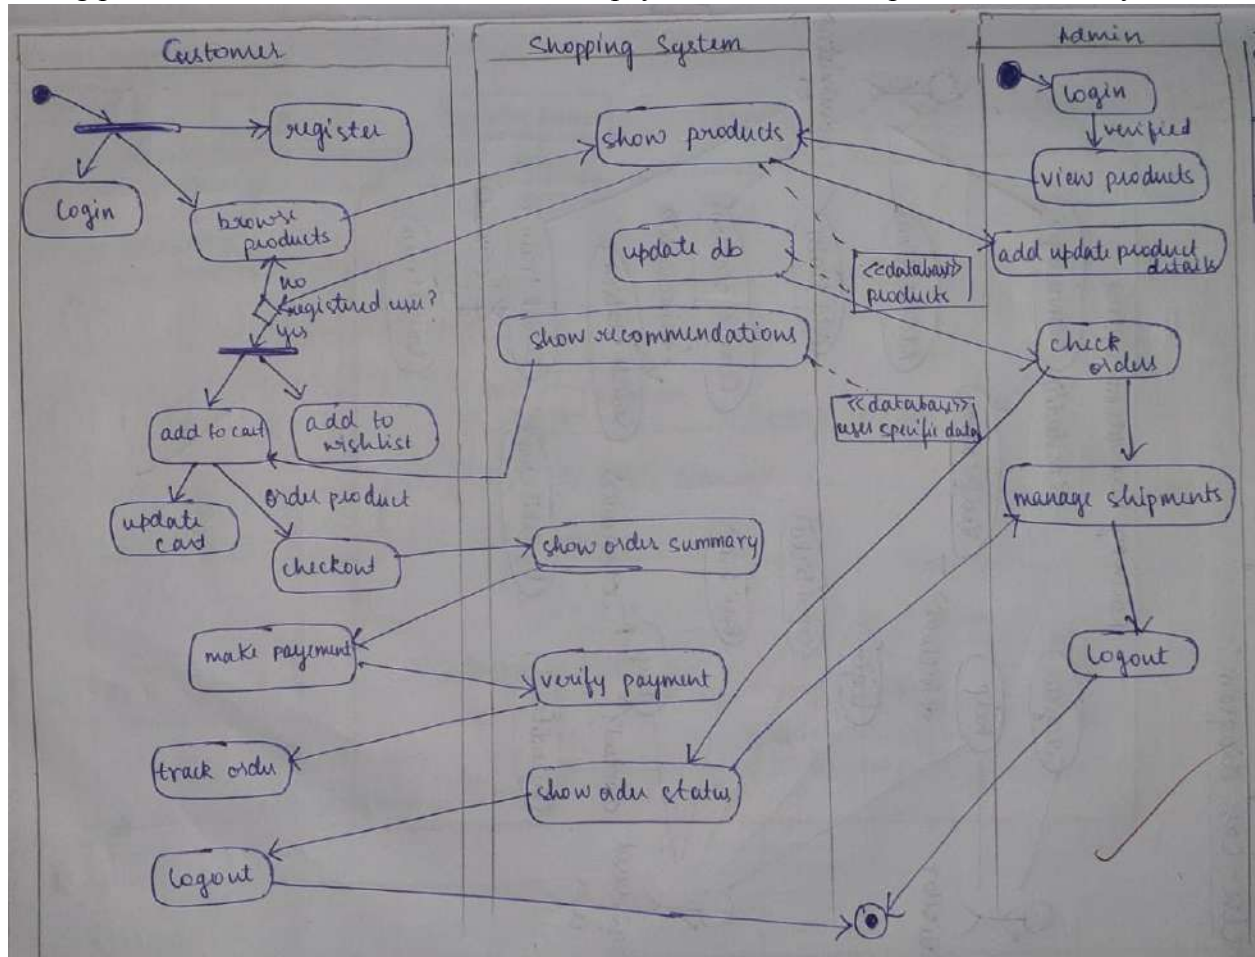 Customer
Shopping System
Admin
register
login
browse
products
no
registered user?
yes
add to cart
add to
wishlist
order product
update
cart
checkout
make payement
track order
logout
show products
update db
<<database>>
products
show recommendations
<<database>>
user specific data
show order summary
verify payment
show order status
login
verified
view products
add update product
details
check
orders
manage shipments
logout